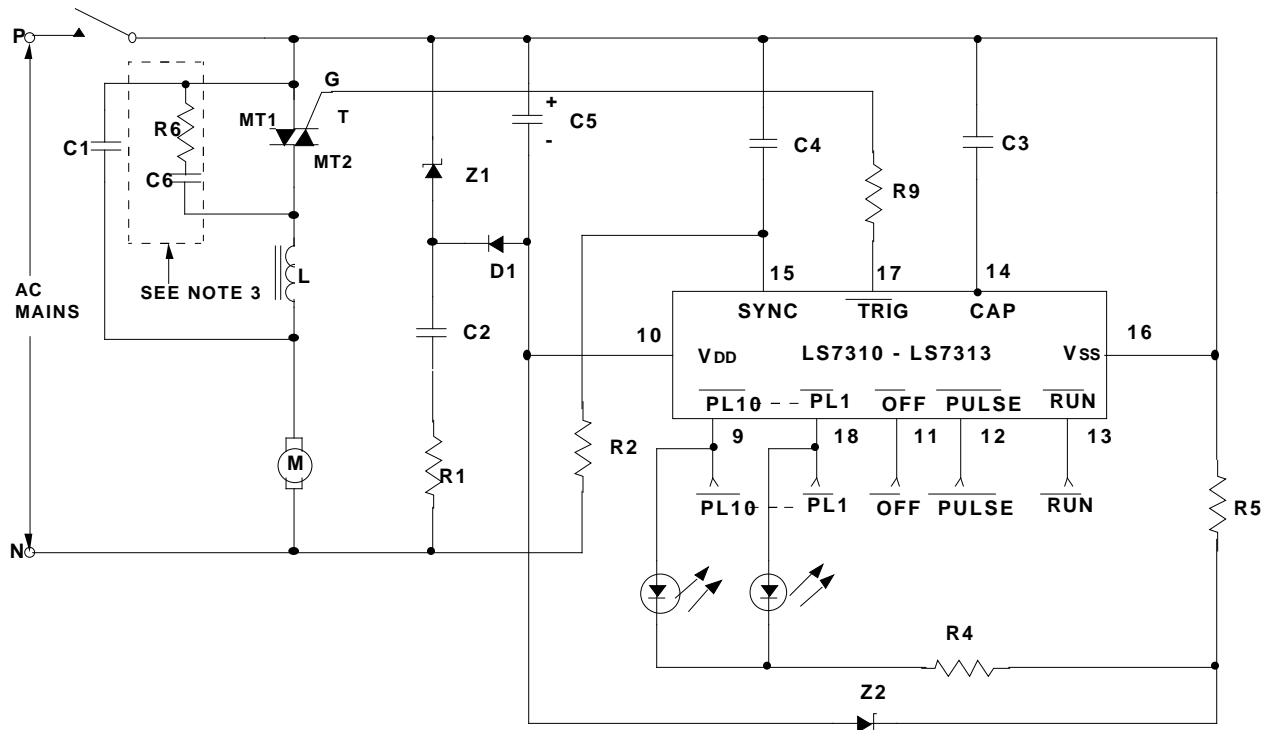 P
G
MT1
T
+
C5
-
R6
C1
MT2
C4
C3
C6
Z1
R9
D1
15
17
14
L
SEE NOTE 3
AC
MAINS
SYNC
TRIG
CAP
C2
10
16
VDD
LS7310 - LS7313
VSS
PL10 - - - PL1
OFF
PULSE
RUN
9
18
11
12
13
R2
M
R1
PL10 - - - PL1
OFF
PULSE
RUN
R5
N
R4
Z2